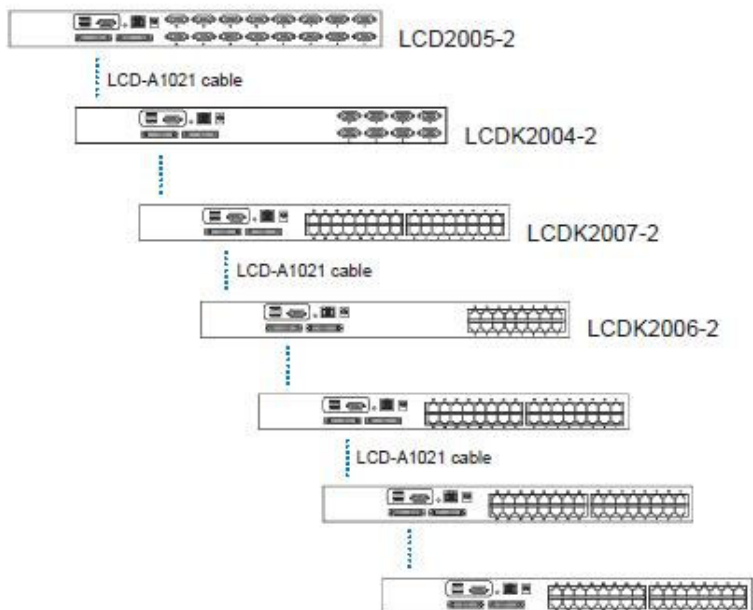 LCD2005-2
LCD-A1021 cable
LCDK2004-2
LCDK2007-2
LCD-A1021 cable
LCDK2006-2
LCD-A1021 cable